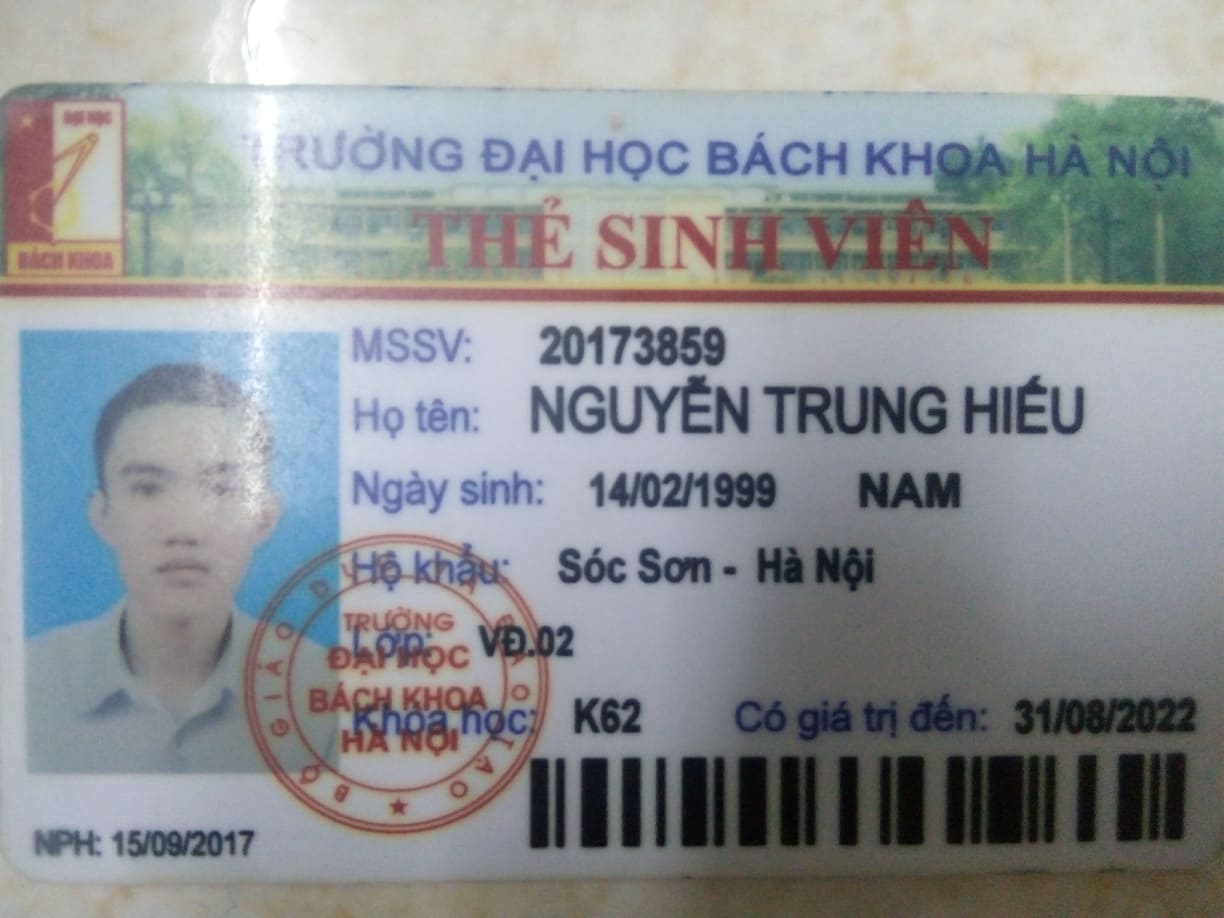 ĐẠI HỌC
BÁCH KHOA
TRƯỜNG ĐẠI HỌC BÁCH KHOA HÀ NỘI
THẺ SINH VIÊN
MSSV: 20173859
Họ tên: NGUYỄN TRUNG HIẾU
Ngày sinh: 14/02/1999 NAM
Hộ khẩu: Sóc Sơn - Hà Nội
Lớp: VĐ.02
Khóa học: K62 Có giá trị đến: 31/08/2022
BỘ GIÁO DỤC VÀ ĐÀO TẠO
TRƯỜNG
ĐẠI HỌC
BÁCH KHOA
HÀ NỘI
NPH: 15/09/2017